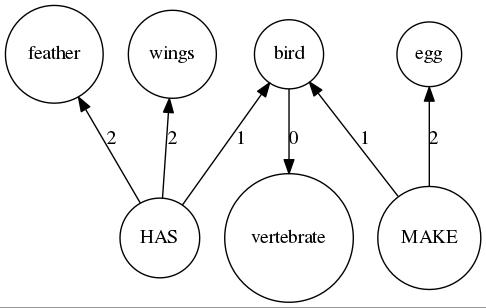 feather
wings
bird
egg
2
2
1
0
1
2
HAS
vertebrate
MAKE